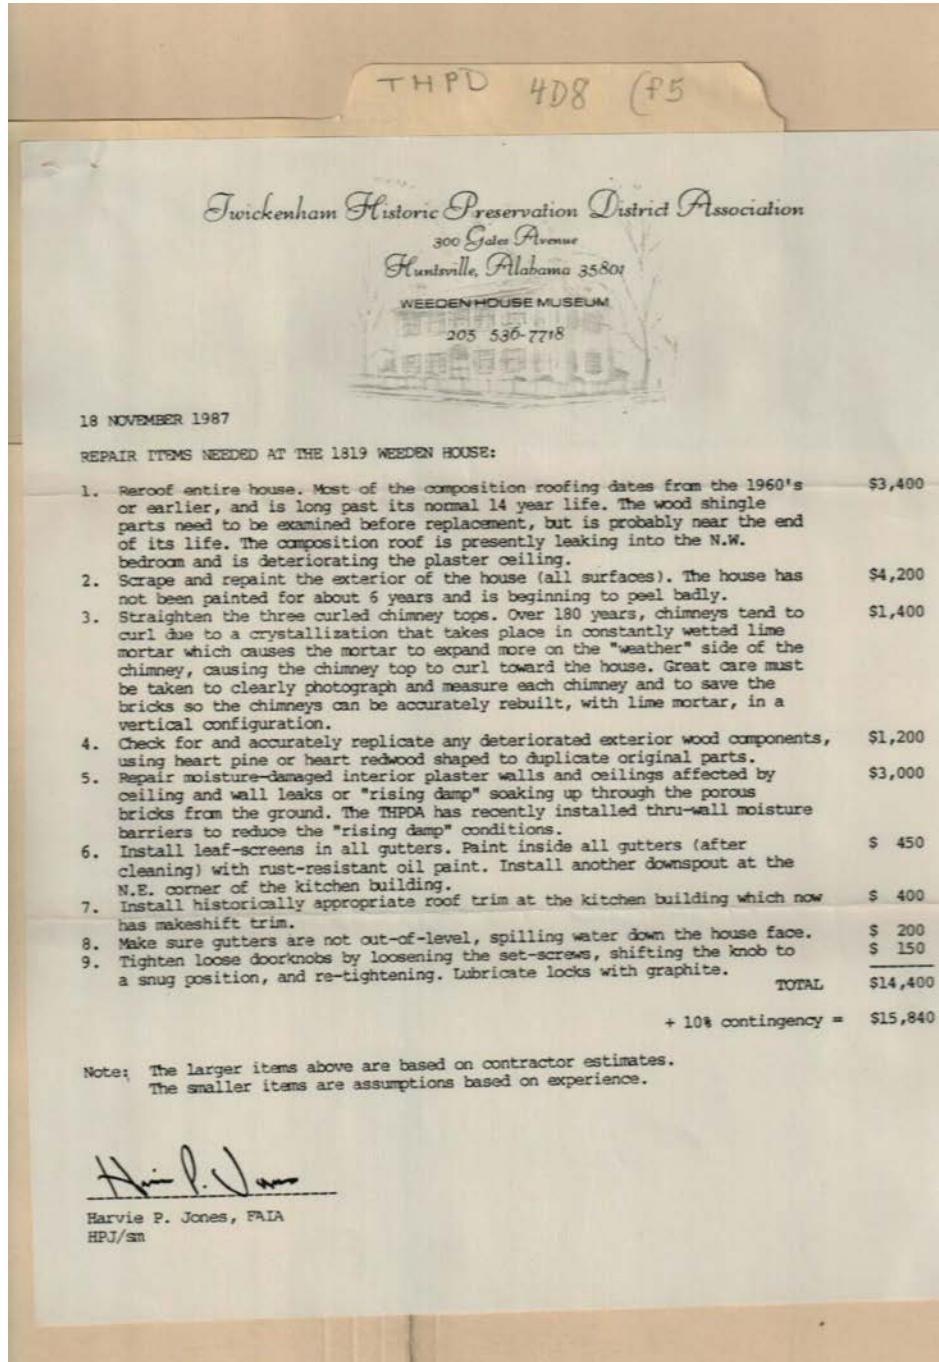 THPD 4D8 (f5
Twickenham Historic Preservation District Association
300 Gates Avenue
Huntsville, Alabama 35801
WEEDEN HOUSE MUSEUM
205 536-7718
18 NOVEMBER 1987
REPAIR ITEMS NEEDED AT THE 1819 WEEDEN HOUSE:
1. Reroof entire house. Most of the composition roofing dates from the 1960's $3,400
or earlier, and is long past its normal 14 year life. The wood shingle
parts need to be examined before replacement, but is probably near the end
of its life. The composition roof is presently leaking into the N.W.
bedroom and is deteriorating the plaster ceiling.
2. Scrape and repaint the exterior of the house (all surfaces). The house has $4,200
not been painted for about 6 years and is beginning to peel badly.
3. Straighten the three curled chimney tops. Over 180 years, chimneys tend to $1,400
curl due to a crystallization that takes place in constantly wetted lime
mortar which causes the mortar to expand more on the "weather" side of the
chimney, causing the chimney top to curl toward the house. Great care must
be taken to clearly photograph and measure each chimney and to save the
bricks so the chimneys can be accurately rebuilt, with lime mortar, in a
vertical configuration.
4. Check for and accurately replicate any deteriorated exterior wood components, $1,200
using heart pine or heart redwood shaped to duplicate original parts.
5. Repair moisture-damaged interior plaster walls and ceilings affected by $3,000
ceiling and wall leaks or "rising damp" soaking up through the porous
bricks from the ground. The THPDA has recently installed thru-wall moisture
barriers to reduce the "rising damp" conditions.
6. Install leaf-screens in all gutters. Paint inside all gutters (after $ 450
cleaning) with rust-resistant oil paint. Install another downspout at the
N.E. corner of the kitchen building.
7. Install historically appropriate roof trim at the kitchen building which now $ 400
has makeshift trim.
8. Make sure gutters are not out-of-level, spilling water down the house face. $ 200
9. Tighten loose doorknobs by loosening the set-screws, shifting the knob to $ 150
a snug position, and re-tightening. Lubricate locks with graphite.
TOTAL $14,400
+ 10% contingency = $15,840
Note: The larger items above are based on contractor estimates.
The smaller items are assumptions based on experience.
Harvie P. Jones
Harvie P. Jones, FAIA
HPJ/sm